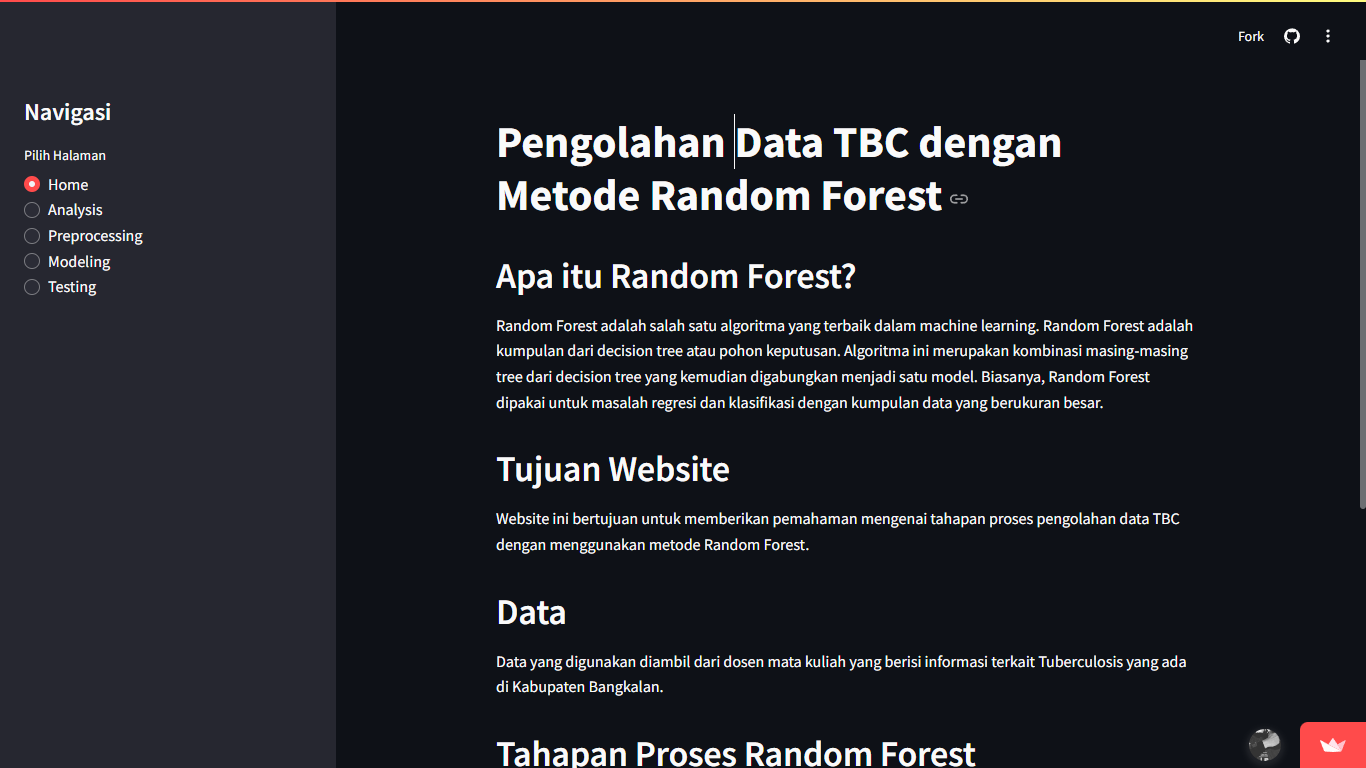 Fork
Navigasi
Pilih Halaman
Home
Analysis
Preprocessing
Modeling
Testing
Pengolahan Data TBC dengan
Metode Random Forest
Apa itu Random Forest?
Random Forest adalah salah satu algoritma yang terbaik dalam machine learning. Random Forest adalah
kumpulan dari decision tree atau pohon keputusan. Algoritma ini merupakan kombinasi masing-masing
tree dari decision tree yang kemudian digabungkan menjadi satu model. Biasanya, Random Forest
dipakai untuk masalah regresi dan klasifikasi dengan kumpulan data yang berukuran besar.
Tujuan Website
Website ini bertujuan untuk memberikan pemahaman mengenai tahapan proses pengolahan data TBC
dengan menggunakan metode Random Forest.
Data
Data yang digunakan diambil dari dosen mata kuliah yang berisi informasi terkait Tuberculosis yang ada
di Kabupaten Bangkalan.
Tahapan Proses Random Forest